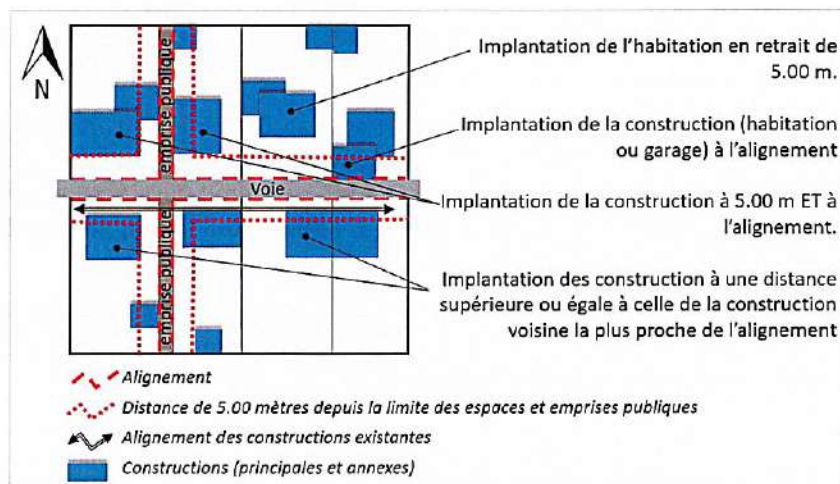 Implantation de l'habitation en retrait de
5.00 m.
Implantation de la construction (habitation
ou garage) à l'alignement
Implantation de la construction à 5.00 m ET à
l'alignement.
Implantation des construction à une distance
supérieure ou égale à celle de la construction
voisine la plus proche de l'alignement
N
emprise publique
Voie
emprise publique
Alignement
Distance de 5.00 mètres depuis la limite des espaces et emprises publiques
Alignement des constructions existantes
Constructions (principales et annexes)